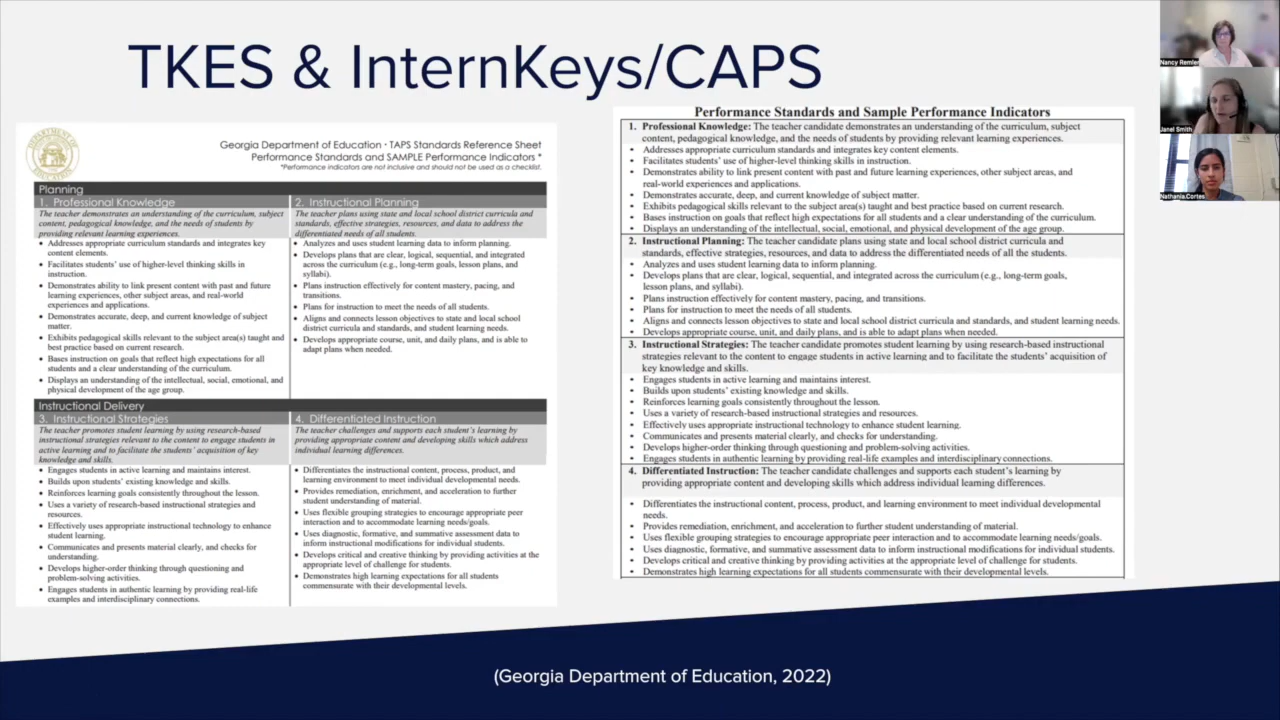 TKES & InternKeys/CAPS
Georgia Department of Education · TAPS Standards Reference Sheet
Performance Standards and SAMPLE Performance Indicators *
*Performance indicators are not inclusive and should not be used as a checklist.
Planning
1. Professional Knowledge
The teacher demonstrates an understanding of the curriculum, subject
content, pedagogical knowledge, and the needs of students by
providing relevant learning experiences.
• Addresses appropriate curriculum standards and integrates key
content elements.
• Facilitates students' use of higher-level thinking skills in
instruction.
• Demonstrates ability to link present content with past and future
learning experiences, other subject areas, and real-world
experiences and applications.
• Demonstrates accurate, deep, and current knowledge of subject
matter.
• Exhibits pedagogical skills relevant to the subject area(s) taught and
best practice based on current research.
• Bases instruction on goals that reflect high expectations for all
students and a clear understanding of the curriculum.
• Displays an understanding of the intellectual, social, emotional, and
physical development of the age group.
2. Instructional Planning
The teacher plans using state and local school district curricula and
standards, effective strategies, resources, and data to address the
differentiated needs of all students.
• Analyzes and uses student learning data to inform planning.
• Develops plans that are clear, logical, sequential, and integrated
across the curriculum (e.g., long-term goals, lesson plans, and
syllabi).
• Plans instruction effectively for content mastery, pacing, and
transitions.
• Plans for instruction to meet the needs of all students.
• Aligns and connects lesson objectives to state and local school
district curricula and standards, and student learning needs.
• Develops appropriate course, unit, and daily plans, and is able to
adapt plans when needed.
Instructional Delivery
3. Instructional Strategies
The teacher promotes student learning by using research-based
instructional strategies relevant to the content to engage students in
active learning and to facilitate the students' acquisition of key
knowledge and skills.
• Engages students in active learning and maintains interest.
• Builds upon students' existing knowledge and skills.
• Reinforces learning goals consistently throughout the lesson.
• Uses a variety of research-based instructional strategies and
resources.
• Effectively uses appropriate instructional technology to enhance
student learning.
• Communicates and presents material clearly, and checks for
understanding.
• Develops higher-order thinking through questioning and
problem-solving activities.
• Engages students in authentic learning by providing real-life
examples and interdisciplinary connections.
4. Differentiated Instruction
The teacher challenges and supports each student's learning by
providing appropriate content and developing skills which address
individual learning differences.
• Differentiates the instructional content, process, product, and
learning environment to meet individual developmental needs.
• Provides remediation, enrichment, and acceleration to further
student understanding of material.
• Uses flexible grouping strategies to encourage appropriate peer
interaction and to accommodate learning needs/goals.
• Uses diagnostic, formative, and summative assessment data to
inform instructional modifications for individual students.
• Develops critical and creative thinking by providing activities at the
appropriate level of challenge for students.
• Demonstrates high learning expectations for all students
commensurate with their developmental levels.
Performance Standards and Sample Performance Indicators
1. Professional Knowledge: The teacher candidate demonstrates an understanding of the curriculum, subject
content, pedagogical knowledge, and the needs of students by providing relevant learning experiences.
• Addresses appropriate curriculum standards and integrates key content elements.
• Facilitates students' use of higher-level thinking skills in instruction.
• Demonstrates ability to link present content with past and future learning experiences, other subject areas, and
real-world experiences and applications.
• Demonstrates accurate, deep, and current knowledge of subject matter.
• Exhibits pedagogical skills relevant to the subject area(s) taught and best practice based on current research.
• Bases instruction on goals that reflect high expectations for all students and a clear understanding of the curriculum.
• Displays an understanding of the intellectual, social, emotional, and physical development of the age group.
2. Instructional Planning: The teacher candidate plans using state and local school district curricula and
standards, effective strategies, resources, and data to address the differentiated needs of all the students.
• Analyzes and uses student learning data to inform planning.
• Develops plans that are clear, logical, sequential, and integrated across the curriculum (e.g., long-term goals,
lesson plans, and syllabi).
• Plans instruction effectively for content mastery, pacing, and transitions.
• Plans for instruction to meet the needs of all students.
• Aligns and connects lesson objectives to state and local school district curricula and standards, and student learning needs.
• Develops appropriate course, unit, and daily plans, and is able to adapt plans when needed.
3. Instructional Strategies: The teacher candidate promotes student learning by using research-based instructional
strategies relevant to the content to engage students in active learning and to facilitate the students' acquisition of
key knowledge and skills.
• Engages students in active learning and maintains interest.
• Builds upon students' existing knowledge and skills.
• Reinforces learning goals consistently throughout the lesson.
• Uses a variety of research-based instructional strategies and resources.
• Effectively uses appropriate instructional technology to enhance student learning.
• Communicates and presents material clearly, and checks for understanding.
• Develops higher-order thinking through questioning and problem-solving activities.
• Engages students in authentic learning by providing real-life examples and interdisciplinary connections.
4. Differentiated Instruction: The teacher candidate challenges and supports each student's learning by
providing appropriate content and developing skills which address individual learning differences.
• Differentiates the instructional content, process, product, and learning environment to meet individual developmental
needs.
• Provides remediation, enrichment, and acceleration to further student understanding of material.
• Uses flexible grouping strategies to encourage appropriate peer interaction and to accommodate learning needs/goals.
• Uses diagnostic, formative, and summative assessment data to inform instructional modifications for individual students.
• Develops critical and creative thinking by providing activities at the appropriate level of challenge for students.
• Demonstrates high learning expectations for all students commensurate with their developmental levels.
(Georgia Department of Education, 2022)
Nancy Remler
Janel Smith
Nathania.Cortes